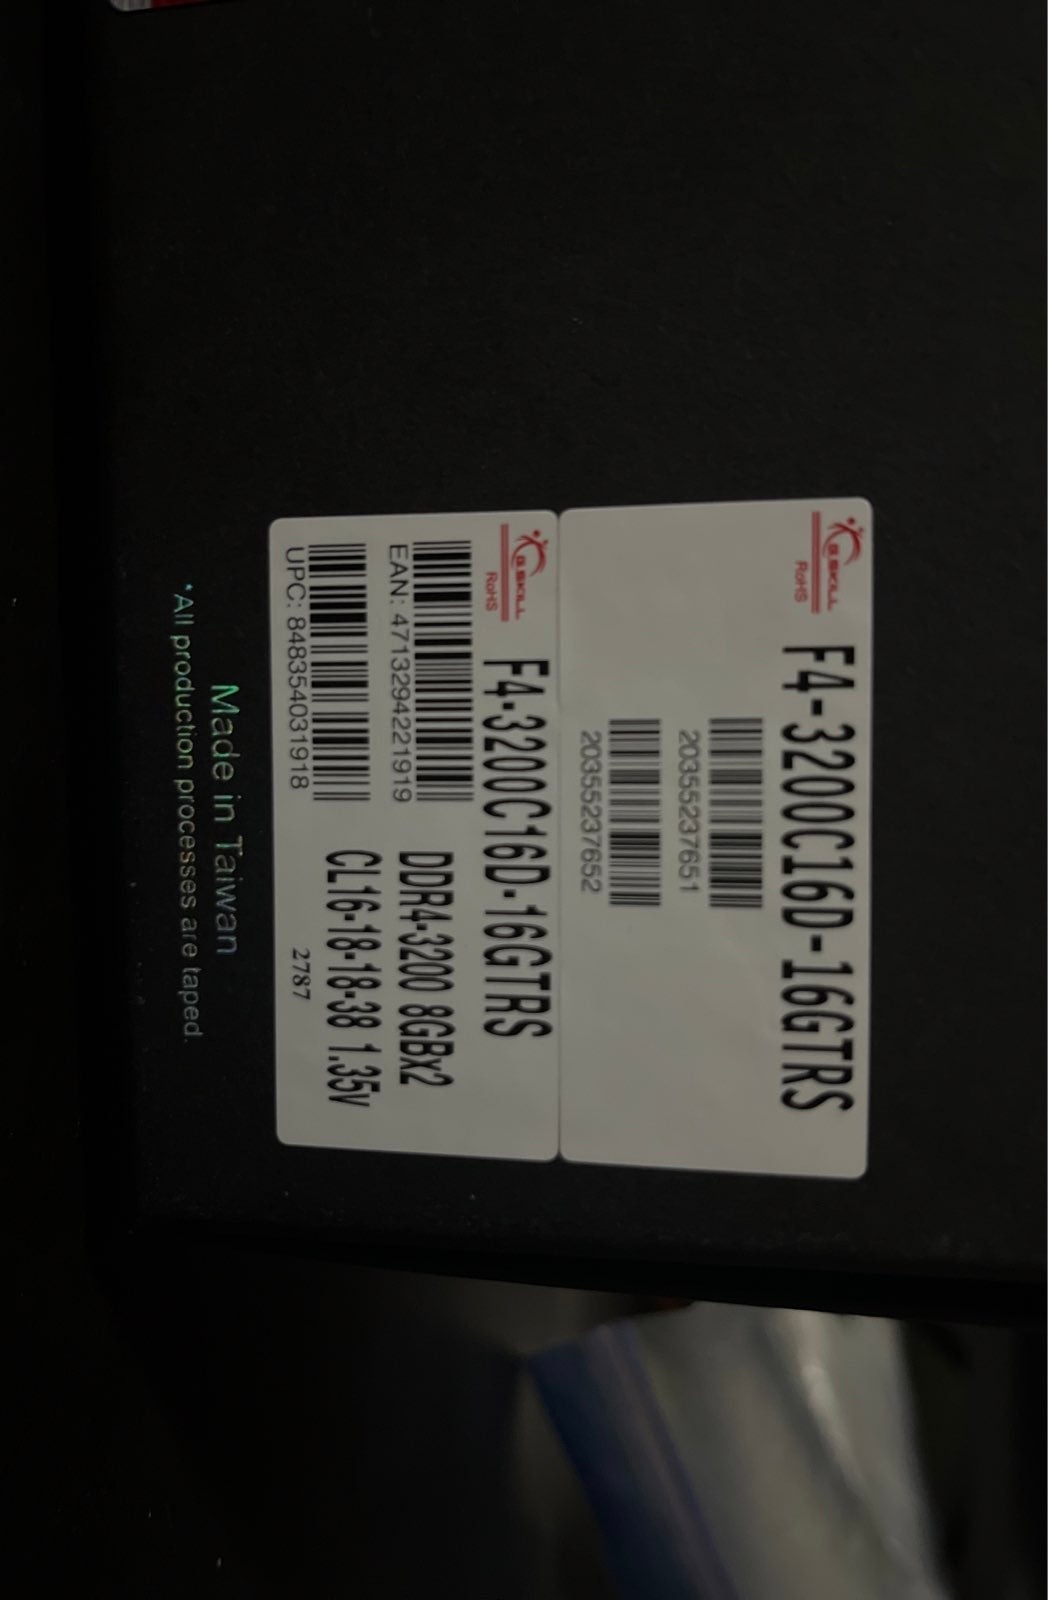 G.SKILL
RoHS
F4-3200C16D-16GTRS
20355237651
20355237652
G.SKILL
RoHS
F4-3200C16D-16GTRS
EAN: 4713294221919
DDR4-3200 8GBx2
UPC: 848354031918
CL16-18-18-38 1.35V
2787
Made in Taiwan
*All production processes are taped.